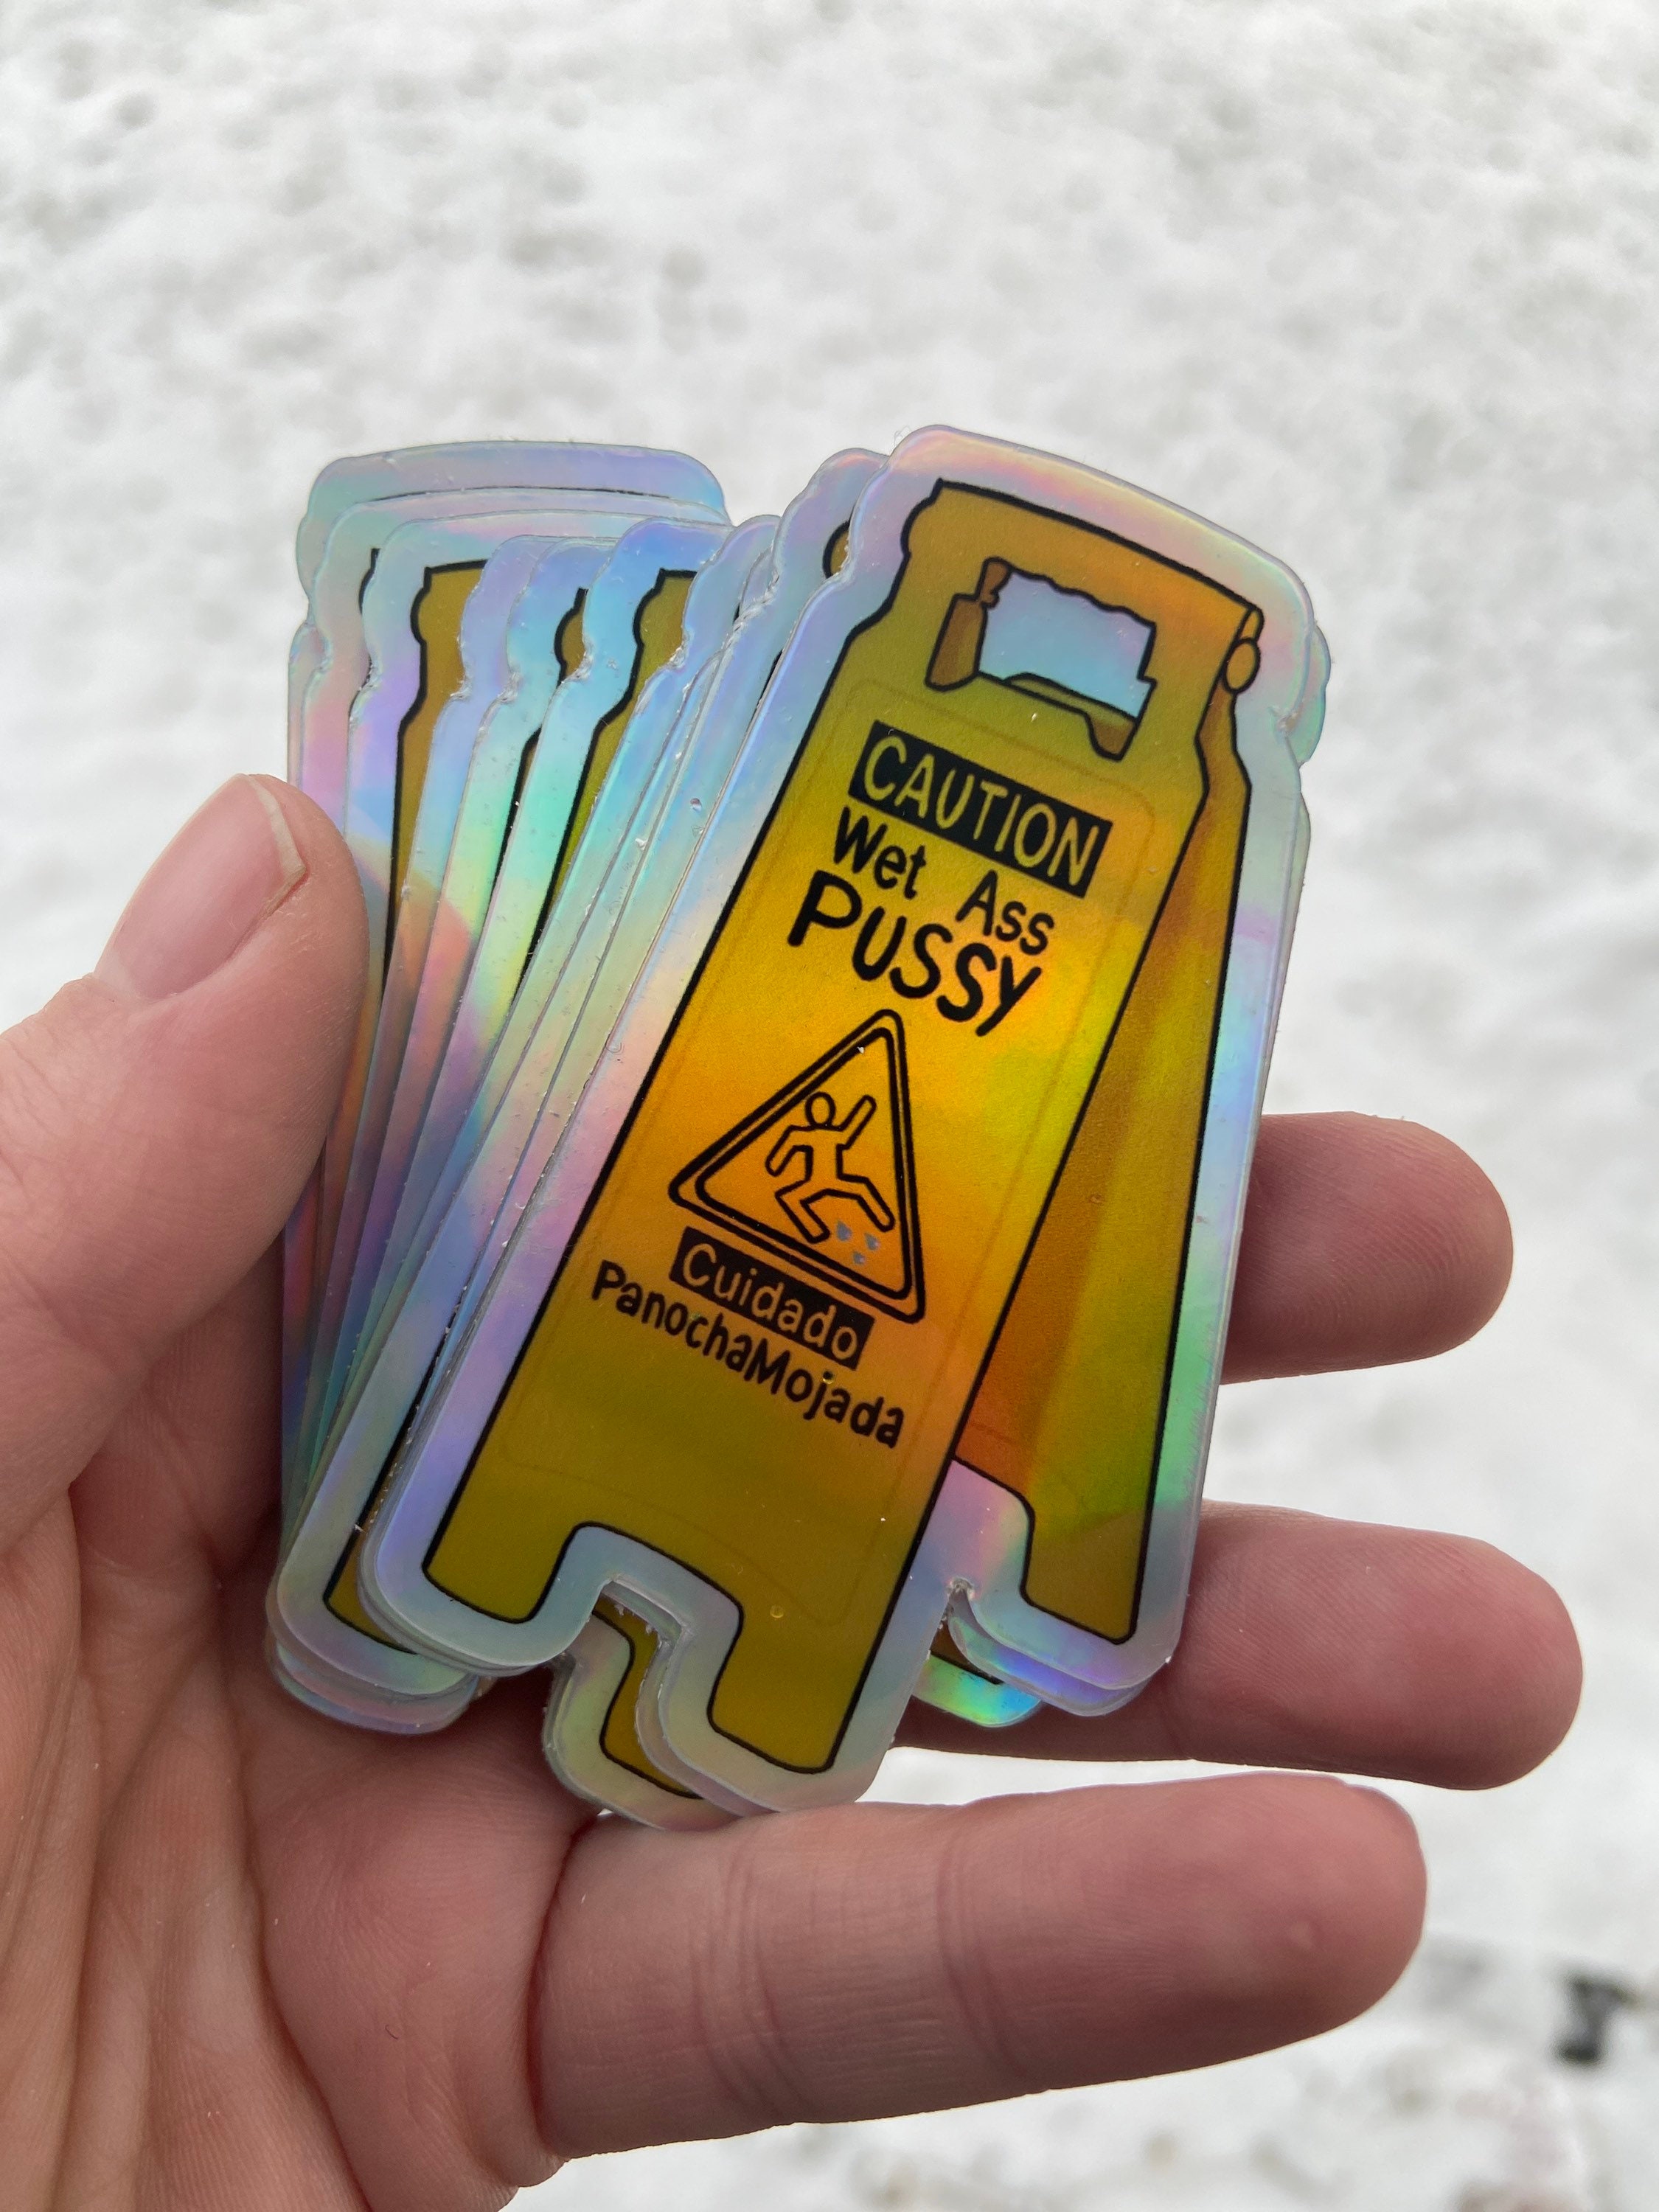 CAUTION
Wet Ass
PUSSY
Cuidado
PanochaMojada